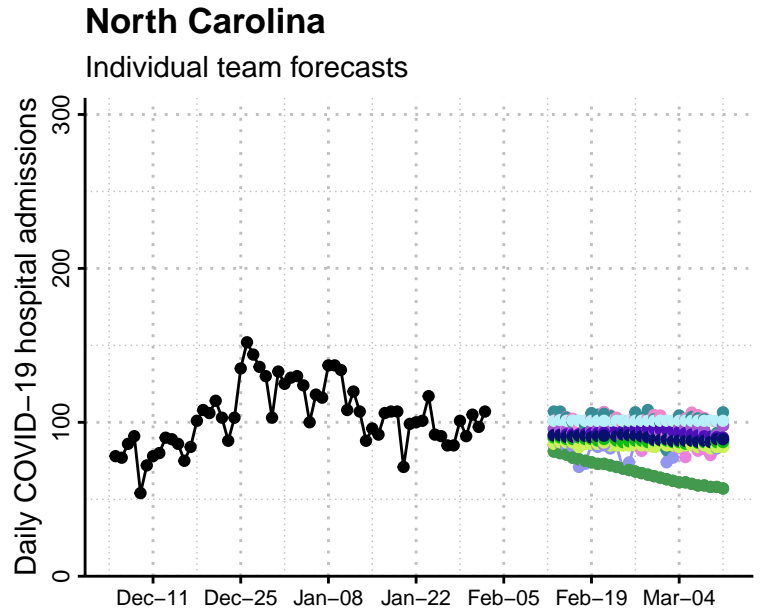 North Carolina
Individual team forecasts
Daily COVID−19 hospital admissions
300
200
100
0
Dec−11 Dec−25 Jan−08 Jan−22 Feb−05 Feb−19 Mar−04